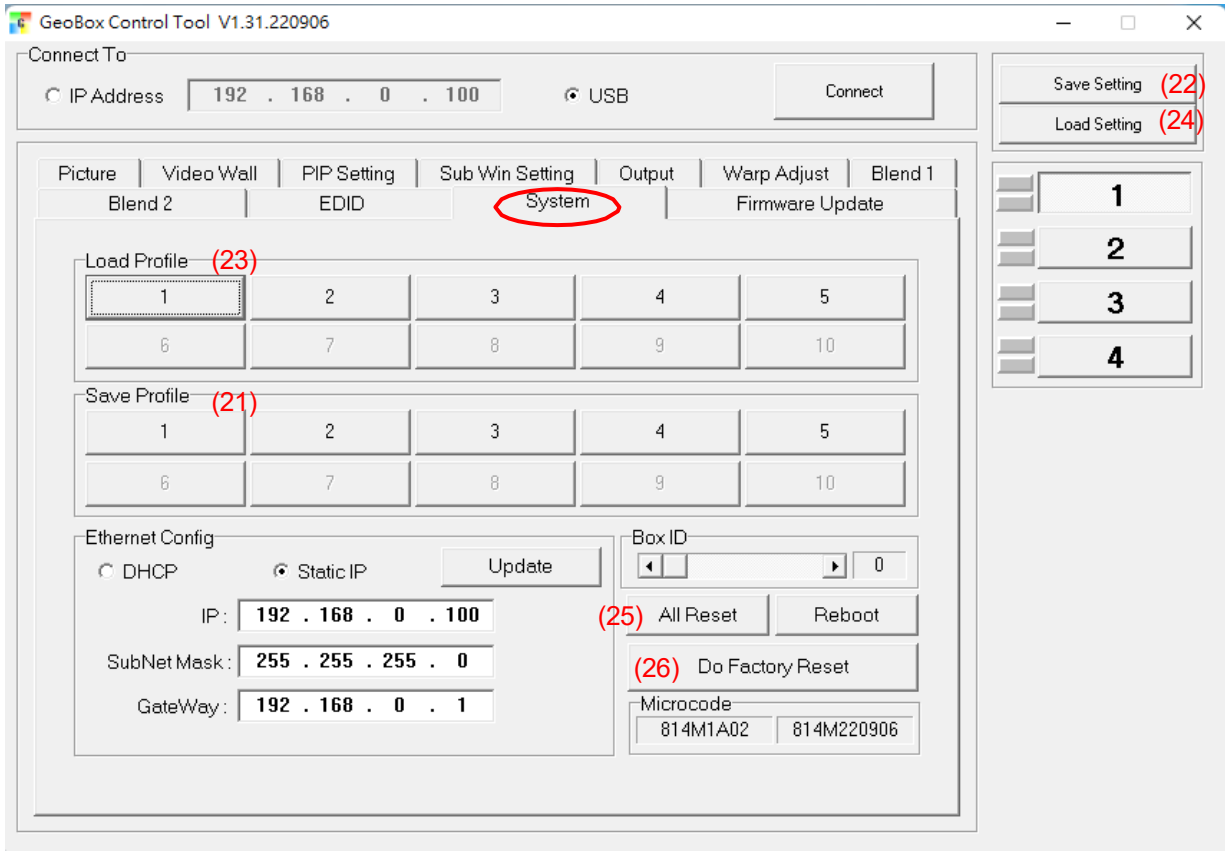 GeoBox Control Tool V1.31.220906
Connect To
IP Address 192 . 168 . 0 . 100 USB Connect
Save Setting (22)
Load Setting (24)
Picture Video Wall PIP Setting Sub Win Setting Output Warp Adjust Blend 1
Blend 2 EDID System Firmware Update
1
2
3
4
Load Profile (23)
1 2 3 4 5
6 7 8 9 10
Save Profile (21)
1 2 3 4 5
6 7 8 9 10
Ethernet Config
DHCP Static IP Update
IP : 192 . 168 . 0 . 100
SubNet Mask : 255 . 255 . 255 . 0
GateWay : 192 . 168 . 0 . 1
Box ID
0
(25) All Reset Reboot
(26) Do Factory Reset
Microcode
814M1A02 814M220906